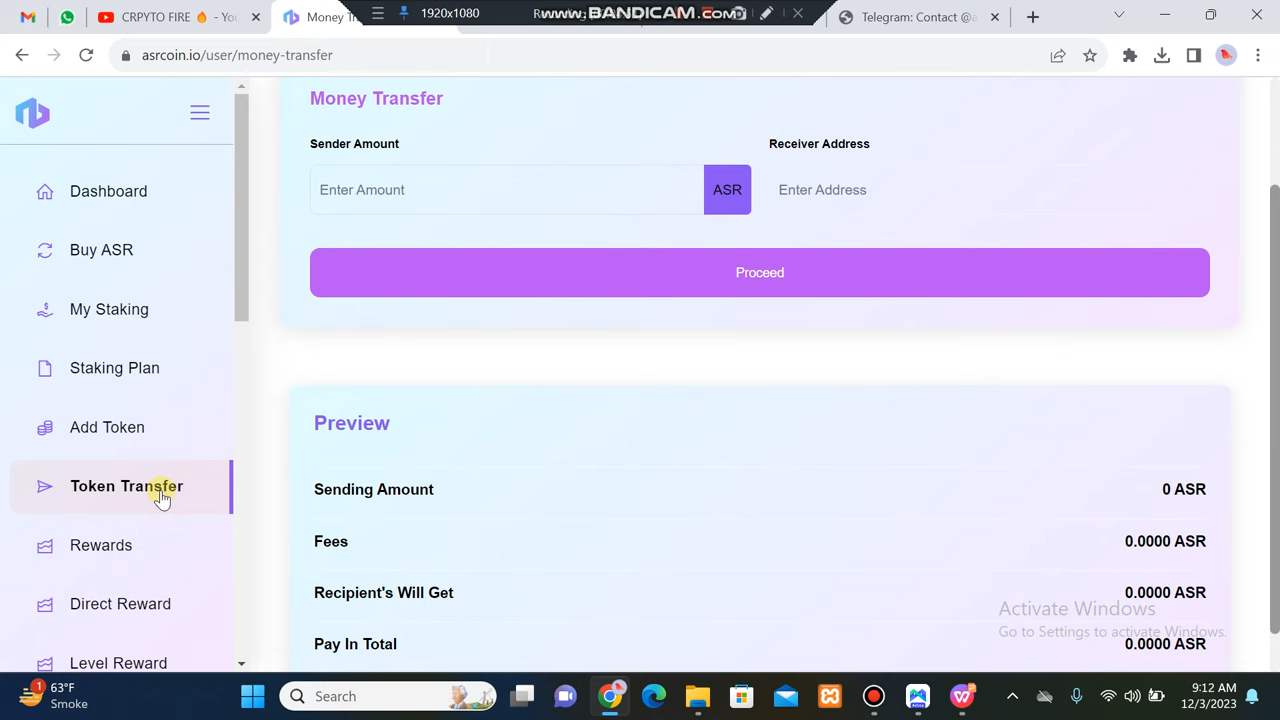 CRIPTO FIRE 🔥 - You
Money Tr
1920x1080
www.BANDICAM.com
Telegram: Contact @a
asrcoin.io/user/money-transfer
Dashboard
Buy ASR
My Staking
Staking Plan
Add Token
Token Transfer
Rewards
Direct Reward
Level Reward
Money Transfer
Sender Amount
Receiver Address
Enter Amount
ASR
Enter Address
Proceed
Preview
Sending Amount
0 ASR
Fees
0.0000 ASR
Recipient's Will Get
0.0000 ASR
Pay In Total
0.0000 ASR
Activate Windows
Go to Settings to activate Windows.
1
63°F
Smoke
Search
9:12 AM
12/3/2023